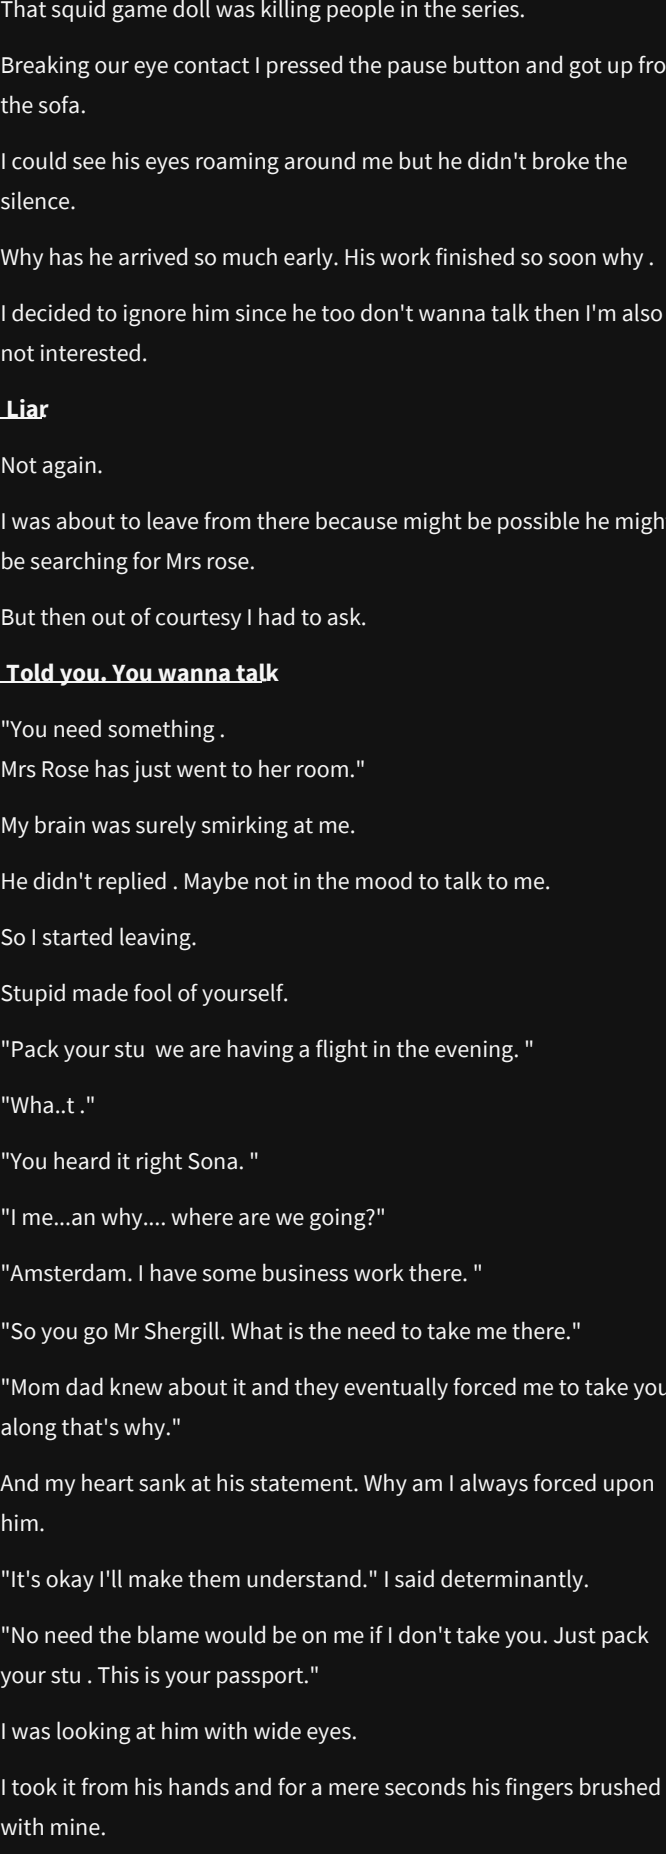 That squid game doll was killing people in the series.
Breaking our eye contact I pressed the pause button and got up fro
the sofa.
I could see his eyes roaming around me but he didn't broke the
silence.
Why has he arrived so much early. His work finished so soon why .
I decided to ignore him since he too don't wanna talk then I'm also
not interested.
Liar
Not again.
I was about to leave from there because might be possible he migh
be searching for Mrs rose.
But then out of courtesy I had to ask.
Told you. You wanna talk
"You need something .
Mrs Rose has just went to her room."
My brain was surely smirking at me.
He didn't replied . Maybe not in the mood to talk to me.
So I started leaving.
Stupid made fool of yourself.
"Pack your stu  we are having a flight in the evening. "
"Wha..t ."
"You heard it right Sona. "
"I me...an why.... where are we going?"
"Amsterdam. I have some business work there. "
"So you go Mr Shergill. What is the need to take me there."
"Mom dad knew about it and they eventually forced me to take you
along that's why."
And my heart sank at his statement. Why am I always forced upon
him.
"It's okay I'll make them understand." I said determinantly.
"No need the blame would be on me if I don't take you. Just pack
your stu . This is your passport."
I was looking at him with wide eyes.
I took it from his hands and for a mere seconds his fingers brushed
with mine.